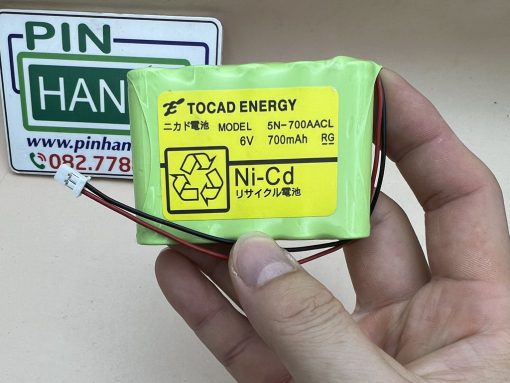 PIN
HAN
www.pinhan
082.778
TOCAD ENERGY
ニカド電池 MODEL 5N-700AACL
6V 700mAh RG
Ni-Cd
リサイクル電池